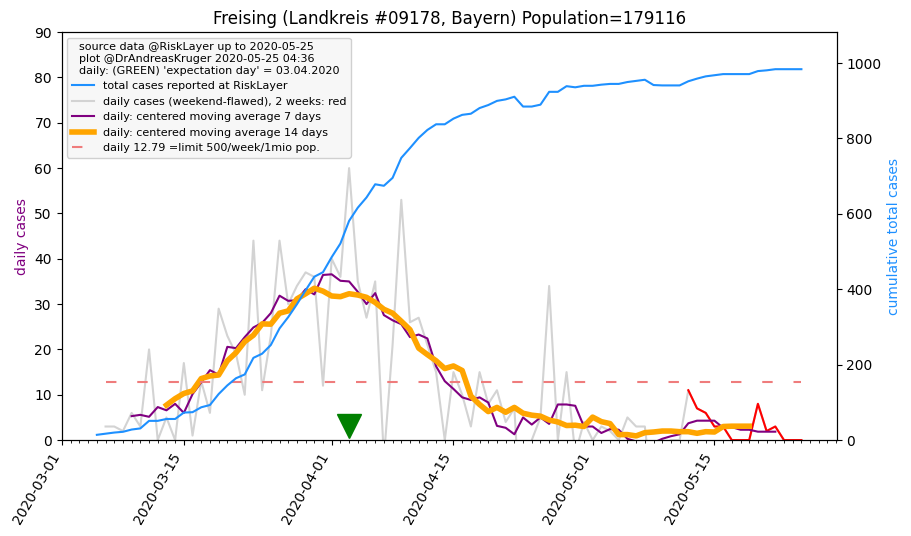 Freising (Landkreis #09178, Bayern) Population=179116
source data @RiskLayer up to 2020-05-25
plot @DrAndreasKruger 2020-05-25 04:36
daily: (GREEN) 'expectation day' = 03.04.2020
total cases reported at RiskLayer
daily cases (weekend-flawed), 2 weeks: red
daily: centered moving average 7 days
daily: centered moving average 14 days
daily 12.79 =limit 500/week/1mio pop.
daily cases
90
80
70
60
50
40
30
20
10
0
1000
800
600
400
200
0
cumulative total cases
2020-03-01
2020-03-15
2020-04-01
2020-04-15
2020-05-01
2020-05-15